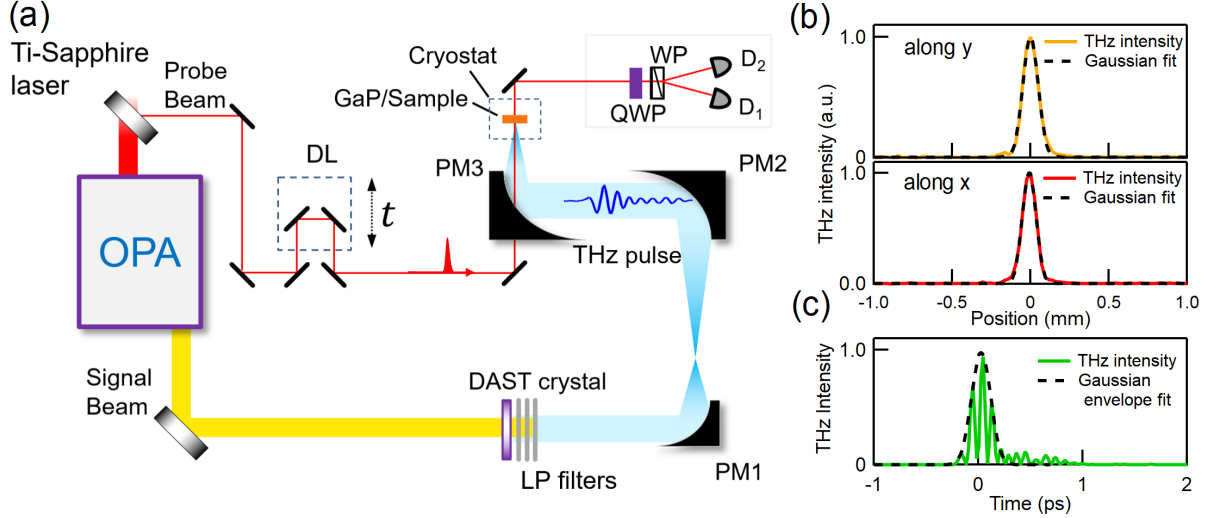 (a)
Ti-Sapphire
laser
Probe
Beam
OPA
DL
t
Cryostat
GaP/Sample
PM3
QWP
WP
D2
D1
PM2
THz pulse
Signal
Beam
DAST crystal
LP filters
PM1
(b)
1.0
along y
THz intensity
Gaussian fit
1.0
along x
THz intensity
Gaussian fit
0.0
THz intensity (a.u.)
-1.0
-0.5
0
0.5
1.0
Position (mm)
(c)
1.0
THz intensity
Gaussian
envelope fit
0
THz Intensity
-1
0
1
2
Time (ps)